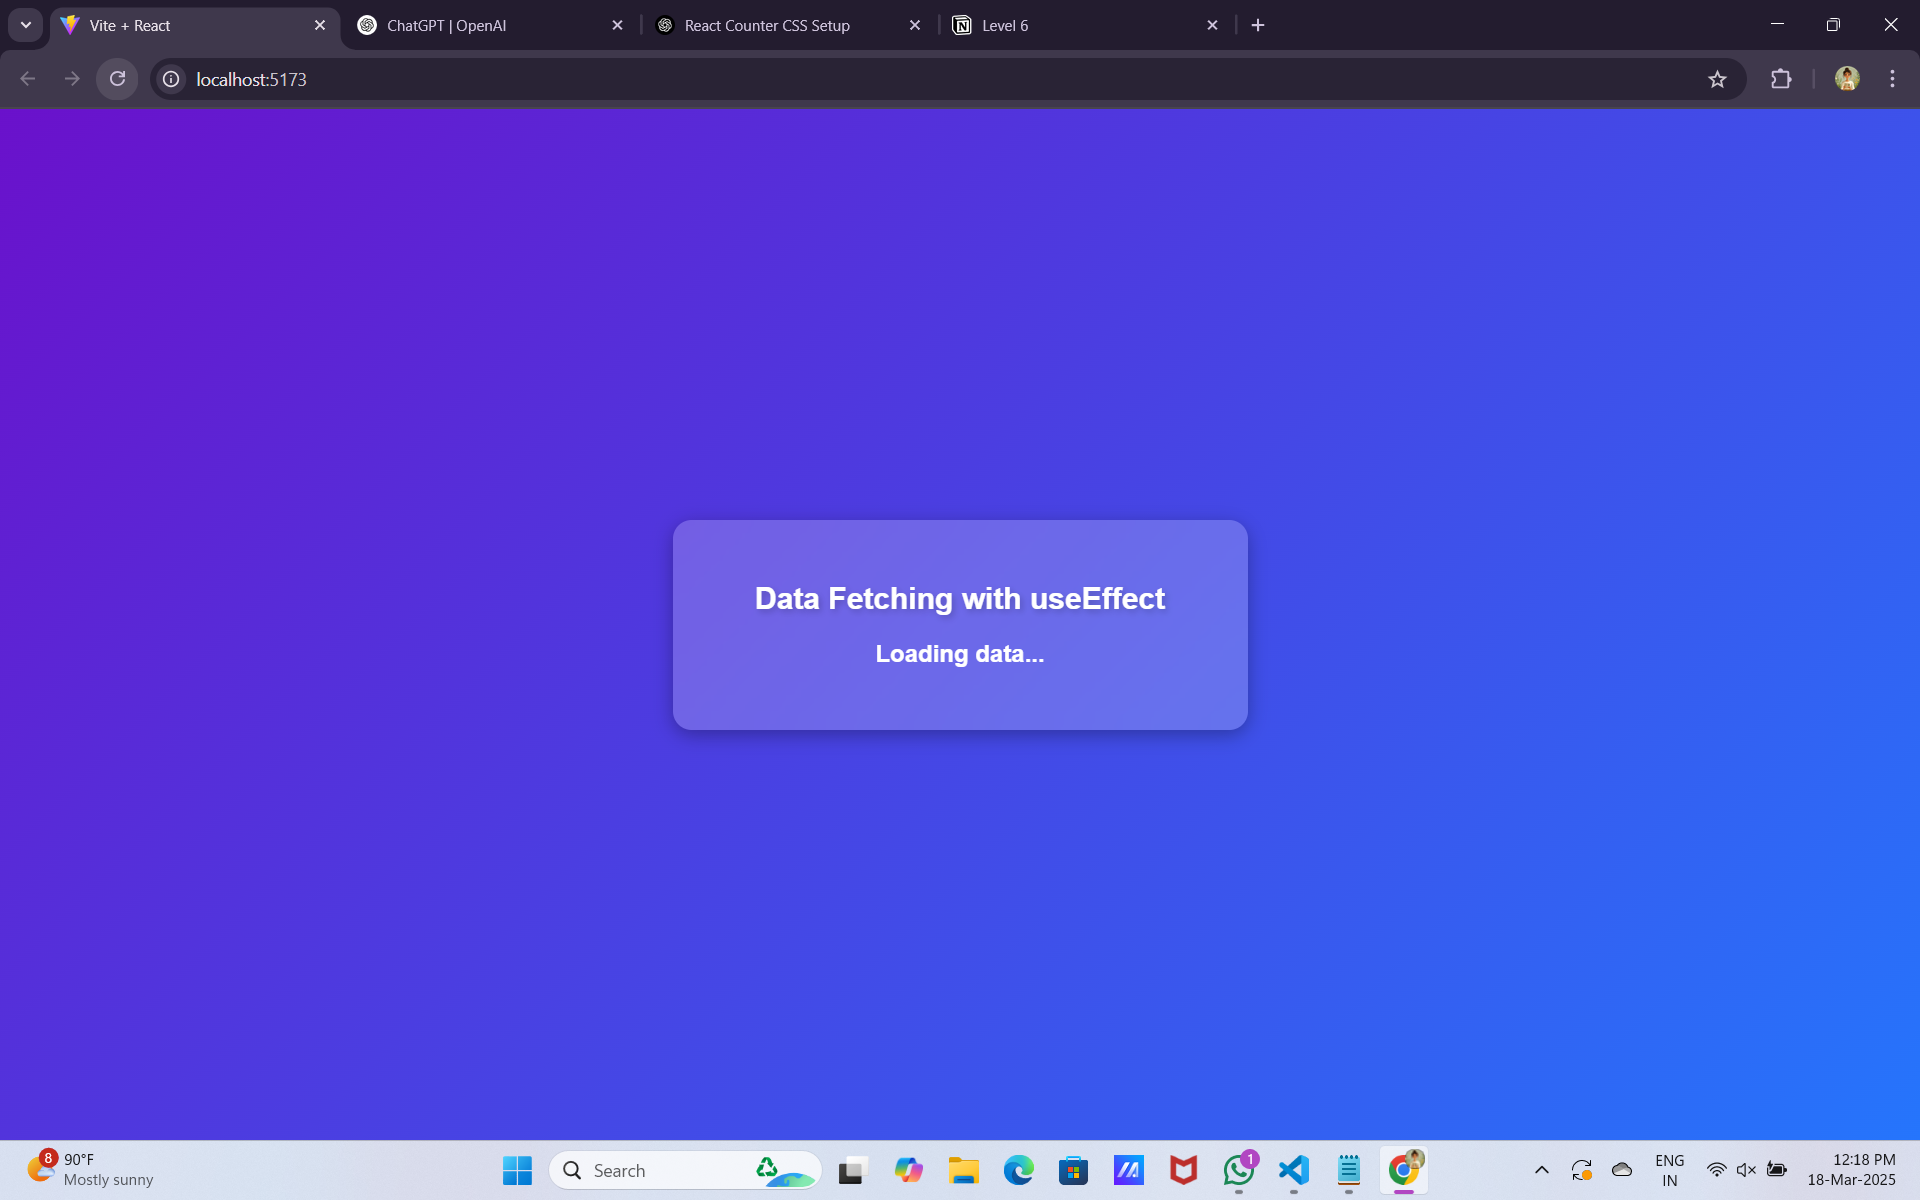 Vite + React
ChatGPT | OpenAI
React Counter CSS Setup
Level 6
localhost:5173
Data Fetching with useEffect
Loading data...
8
90°F
Mostly sunny
Search
1
ENG
IN
12:18 PM
18-Mar-2025